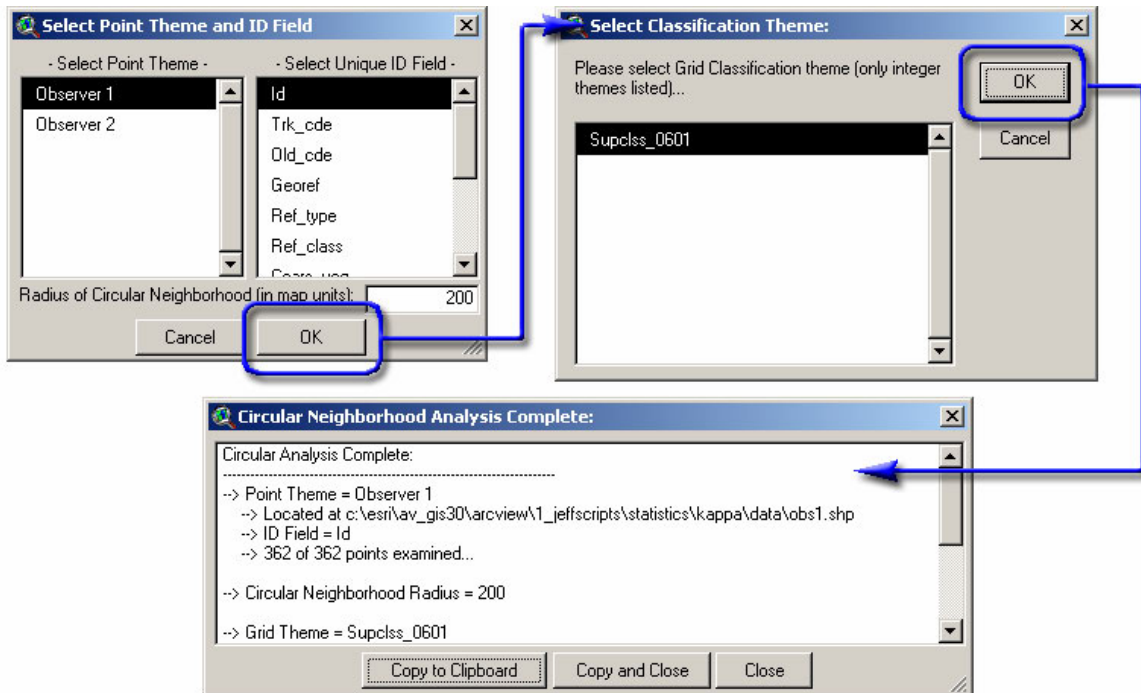 Select Point Theme and ID Field
- Select Point Theme -
- Select Unique ID Field -
Observer 1
Observer 2
Id
Trk_cde
Old_cde
Georef
Ref_type
Ref_class
Radius of Circular Neighborhood (in map units):
200
Cancel
OK
Select Classification Theme:
Please select Grid Classification theme (only integer
themes listed)...
Supclss_0601
OK
Cancel
Circular Neighborhood Analysis Complete:
Circular Analysis Complete:
--------------------------------------------------------------------------------
--> Point Theme = Observer 1
--> Located at c:\esri\av_gis30\arcview\1_jeffscripts\statistics\kappa\data\obs1.shp
--> ID Field = Id
--> 362 of 362 points examined...
--> Circular Neighborhood Radius = 200
--> Grid Theme = Supclss_0601
Copy to Clipboard
Copy and Close
Close